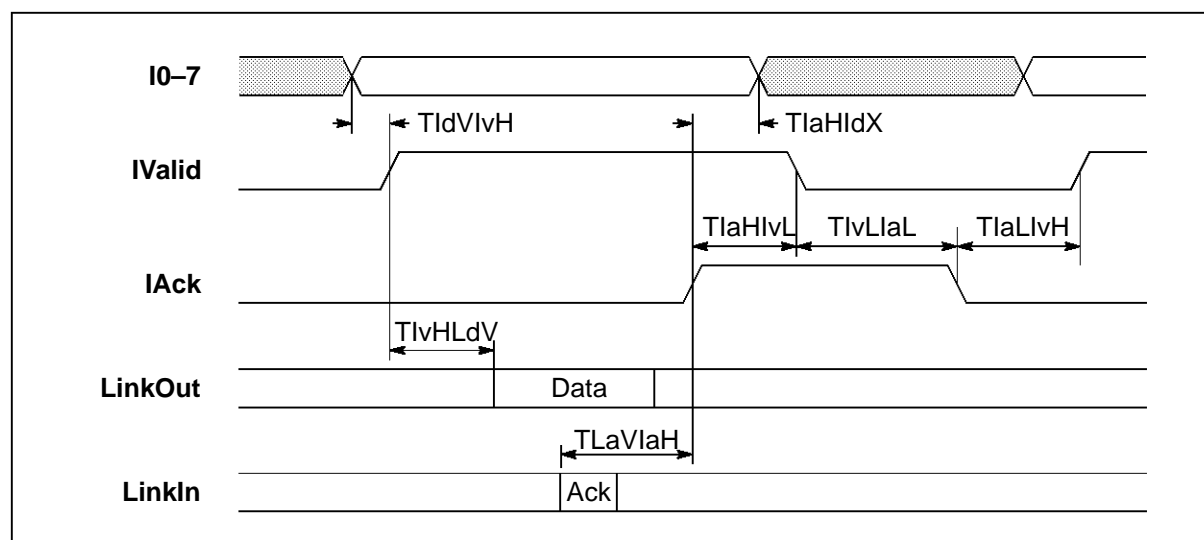 I0–7
TIdVIvH
TIaHIdX
IValid
TIaHIvL
TIvLIaL
TIaLIvH
IAck
TIvHLdV
LinkOut
Data
TLaVIaH
LinkIn
Ack